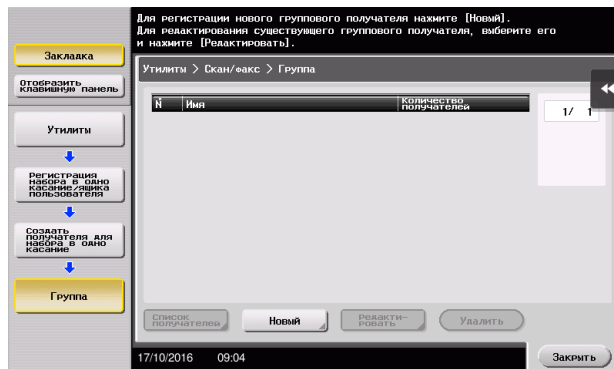 Для регистрации нового группового получателя нажмите [Новый].
Для редактирования существующего группового получателя, выберите его
и нажмите [Редактировать].
Закладка
Отобразить
клавишную панель
Утилиты
Регистрация
набора в одно
касание/ящика
пользователя
Создать
получателя для
набора в одно
касание
Группа
Утилиты > Скан/факс > Группа
N
Имя
Количество
получателей
1/ 1
Список
получателей
Новый
Редакти-
ровать
Удалить
17/10/2016 09:04
Закрыть